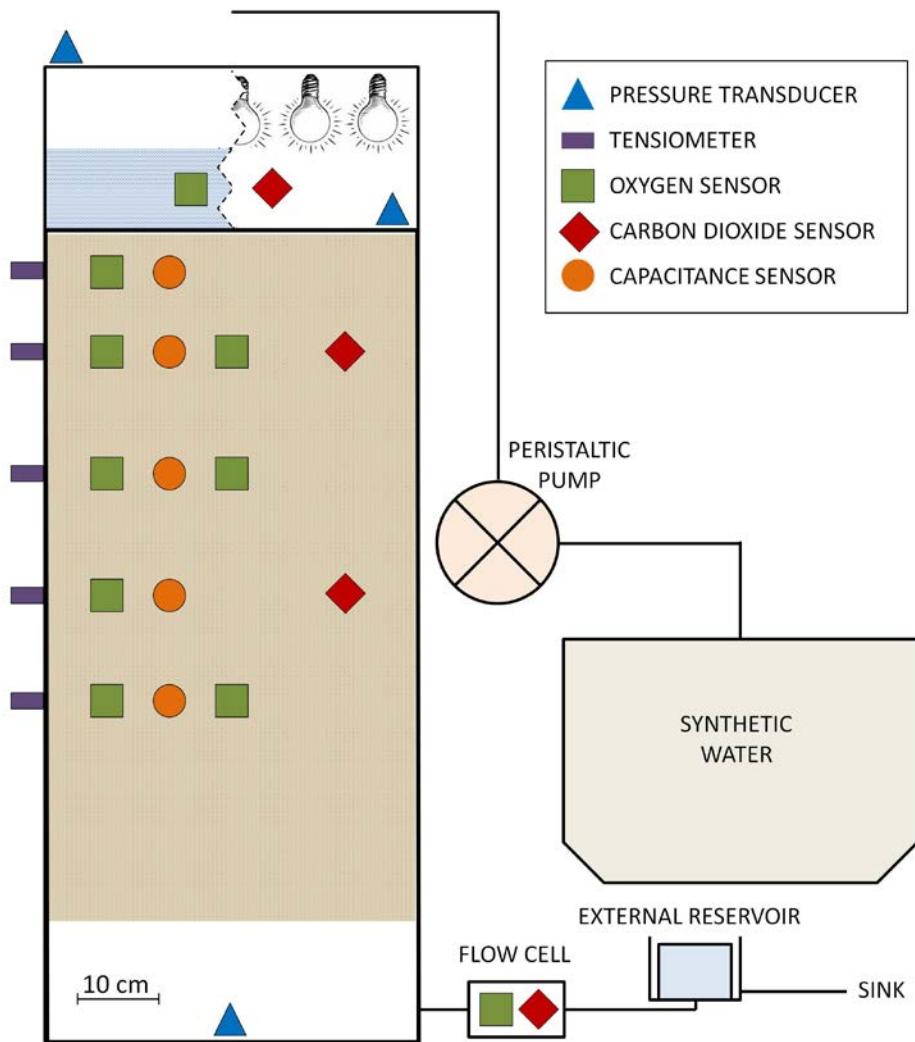 PRESSURE TRANSDUCER
TENSIOMETER
OXYGEN SENSOR
CARBON DIOXIDE SENSOR
CAPACITANCE SENSOR
PERISTALTIC
PUMP
SYNTHETIC
WATER
EXTERNAL RESERVOIR
FLOW CELL
10 cm
SINK